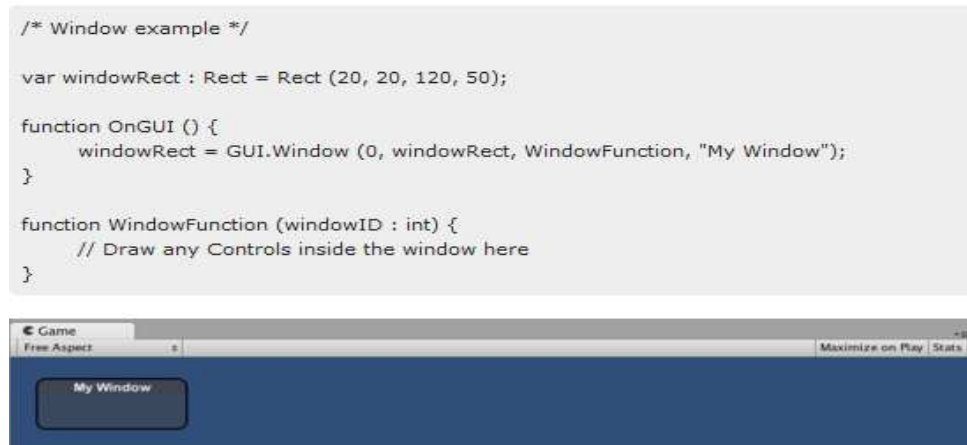 /* Window example */
var windowRect : Rect = Rect (20, 20, 120, 50);
function OnGUI () {
windowRect = GUI.Window (0, windowRect, WindowFunction, "My Window");
}
function WindowFunction (windowID : int) {
// Draw any Controls inside the window here
}
Game
Free Aspect
Maximize on Play Stats
My Window